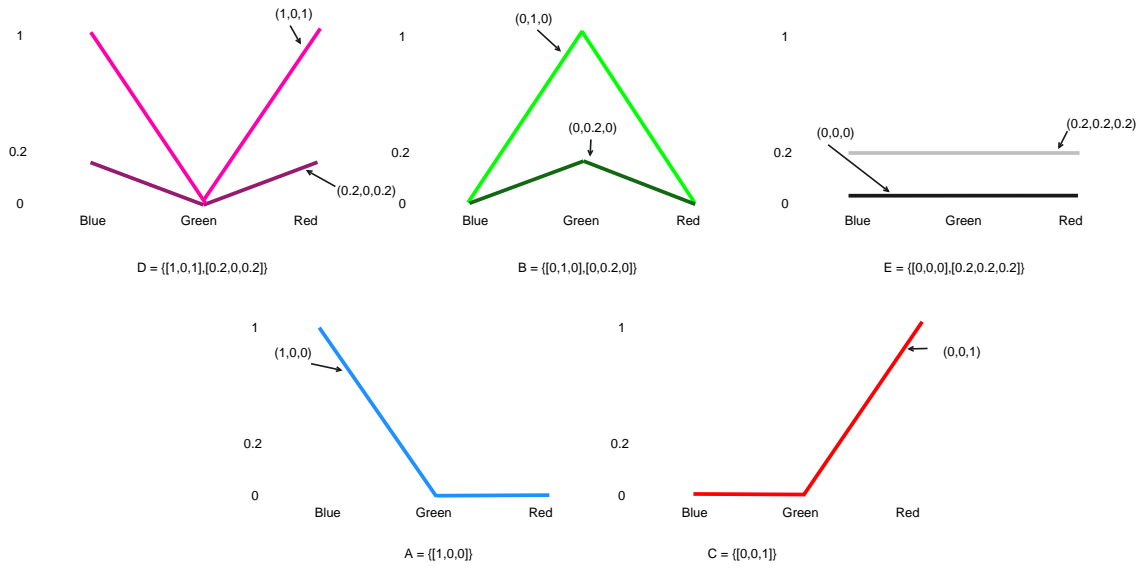 (1,0,1)
1
0.2
0
(0.2,0,0.2)
Blue Green Red
D = {[1,0,1],[0.2,0,0.2]}
(0,1,0)
1
(0,0.2,0)
0.2
0
Blue Green Red
B = {[0,1,0],[0,0.2,0]}
1
(0,0,0)
(0.2,0.2,0.2)
0.2
0
Blue Green Red
E = {[0,0,0],[0.2,0.2,0.2]}
1
(1,0,0)
0.2
0
Blue Green Red
A = {[1,0,0]}
1
(0,0,1)
0.2
0
Blue Green Red
C = {[0,0,1]}